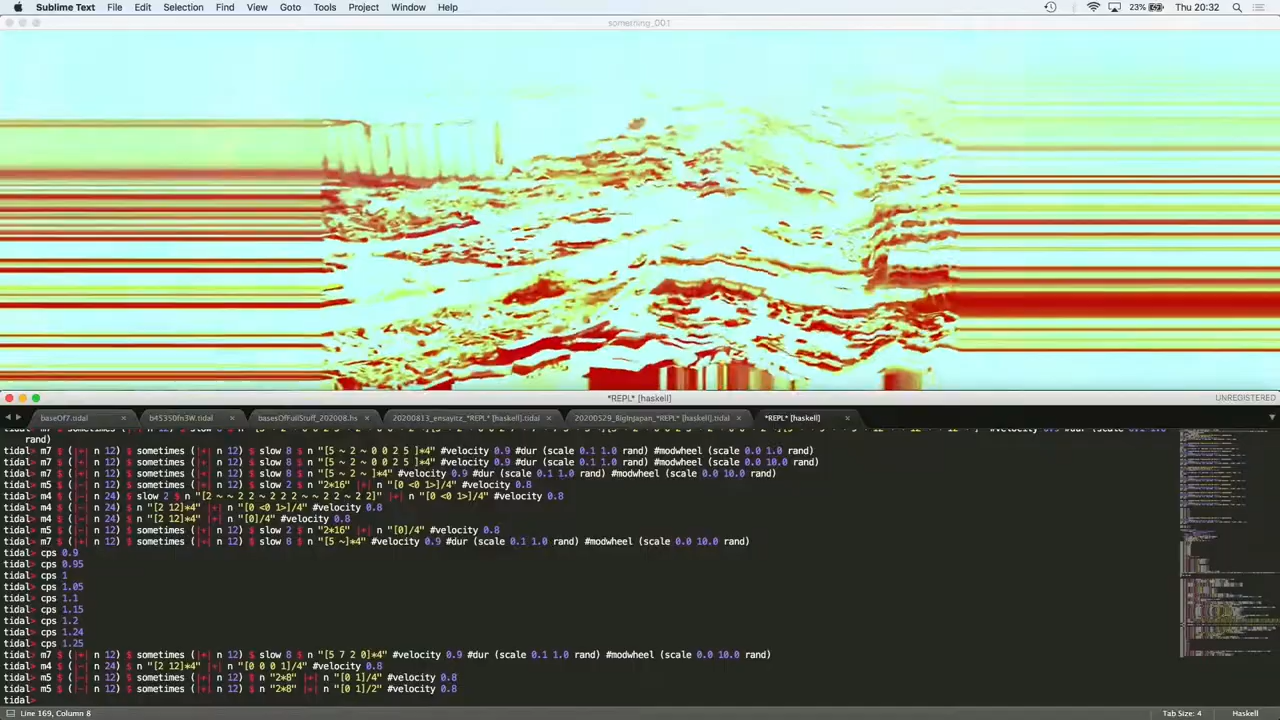 Sublime Text File Edit Selection Find View Goto Tools Project Window Help 23% Thu 20:32
something_001
*REPL* [haskell] UNREGISTERED
baseOf7.tidal b45350fn3W.tidal basesOfFullStuff_202008.hs 20200813_ensayitz_*REPL* [haskell].tidal 20200529_BigInJapan_*REPL* [haskell].tidal *REPL* [haskell]
rand)
tidal> m7 $ (|+| n 12) $ sometimes (|+| n 12) $ slow 8 $ n "[5 ~ 2 ~ 0 0 2 5 ]*4" #velocity 0.9 #dur (scale 0.1 1.0 rand) #modwheel (scale 0.0 1.0 rand)
tidal> m7 $ (|+| n 12) $ sometimes (|+| n 12) $ slow 8 $ n "[5 ~ 2 ~ 0 0 2 5 ]*4" #velocity 0.9 #dur (scale 0.1 1.0 rand) #modwheel (scale 0.0 10.0 rand)
tidal> m7 $ (|+| n 12) $ sometimes (|+| n 12) $ slow 8 $ n "[5 ~ 2 ~]*4" #velocity 0.9 #dur (scale 0.1 1.0 rand) #modwheel (scale 0.0 10.0 rand)
tidal> m5 $ (|-| n 12) $ sometimes (|+| n 12) $ slow 2 $ n "2*16" |+| n "[0 <0 1>]/4" #velocity 0.8
tidal> m4 $ (|-| n 24) $ slow 2 $ n "[2 ~ ~ 2 2 ~ 2 2 2 ~ ~ 2 2 ~ 2 2]" |+| n "[0 <0 1>]/4" #velocity 0.8
tidal> m4 $ (|-| n 24) $ n "[2 12]*4" |+| n "[0 <0 1>]/4" #velocity 0.8
tidal> m4 $ (|-| n 24) $ n "[2 12]*4" |+| n "[0]/4" #velocity 0.8
tidal> m5 $ (|-| n 12) $ sometimes (|+| n 12) $ slow 2 $ n "2*16" |+| n "[0]/4" #velocity 0.8
tidal> m7 $ (|+| n 12) $ sometimes (|+| n 12) $ slow 8 $ n "[5 ~]*4" #velocity 0.9 #dur (scale 0.1 1.0 rand) #modwheel (scale 0.0 10.0 rand)
tidal> cps 0.9
tidal> cps 0.95
tidal> cps 1
tidal> cps 1.05
tidal> cps 1.1
tidal> cps 1.15
tidal> cps 1.2
tidal> cps 1.24
tidal> cps 1.25
tidal> m7 $ (|+| n 12) $ sometimes (|+| n 12) $ slow 8 $ n "[5 7 2 0]*4" #velocity 0.9 #dur (scale 0.1 1.0 rand) #modwheel (scale 0.0 10.0 rand)
tidal> m4 $ (|-| n 24) $ n "[2 12]*4" |+| n "[0 0 0 1]/4" #velocity 0.8
tidal> m5 $ (|-| n 12) $ sometimes (|+| n 12) $ n "2*8" |+| n "[0 1]/4" #velocity 0.8
tidal> m5 $ (|-| n 12) $ sometimes (|+| n 12) $ n "2*8" |+| n "[0 1]/2" #velocity 0.8
tidal>
Line 169, Column 8 Tab Size: 4 Haskell